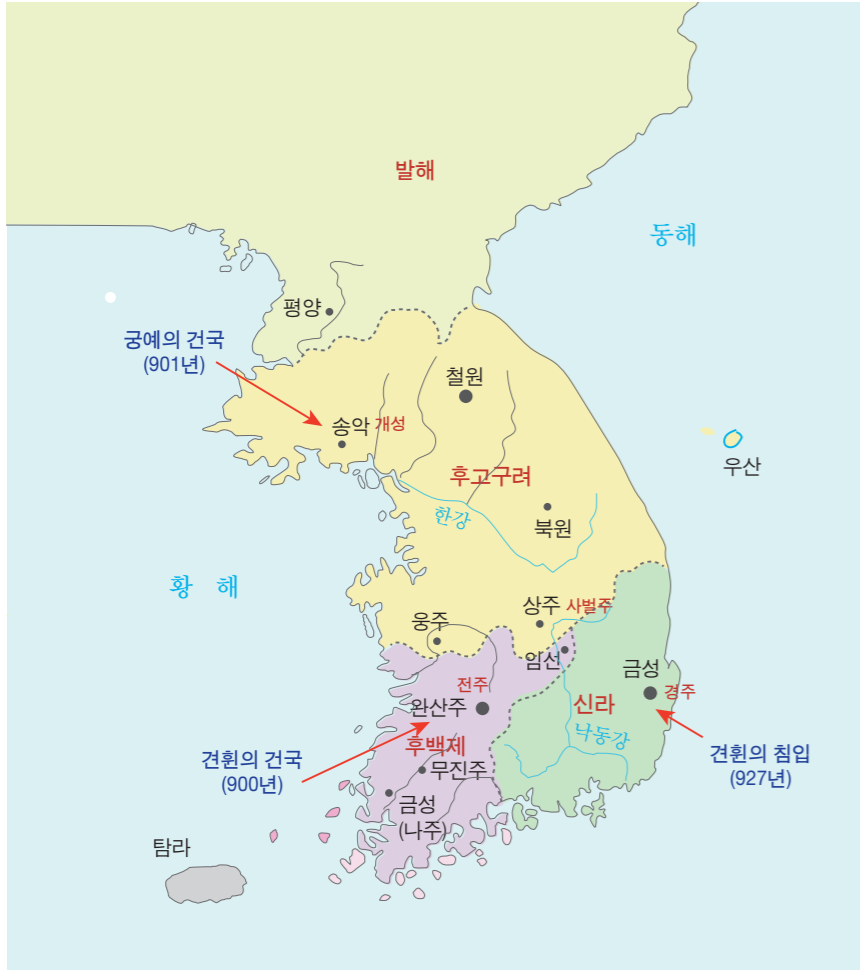 발해
동해
평양
궁예의 건국
(901년)
철원
송악 개성
후고구려
우산
한강
북원
황 해
상주 사벌주
웅주
임선
금성
경주
전주
완산주
신라
후백제
낙동강
견훤의 건국
(900년)
무진주
견훤의 침입
(927년)
금성
(나주)
탐라